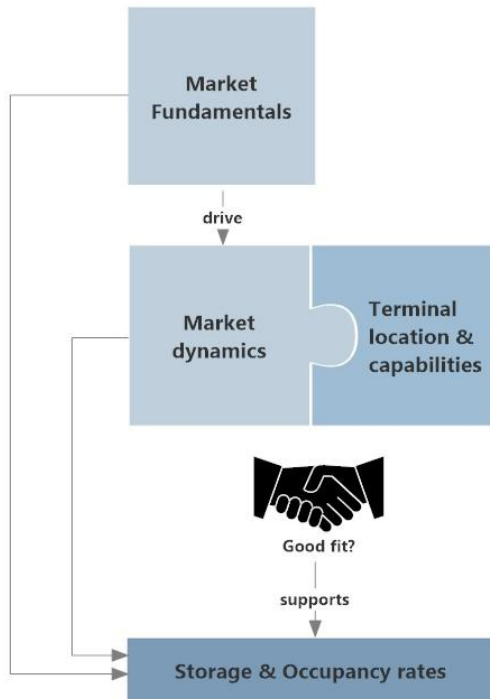 Market
Fundamentals
drive
Market
dynamics
Terminal
location &
capabilities
Good fit?
supports
Storage & Occupancy rates